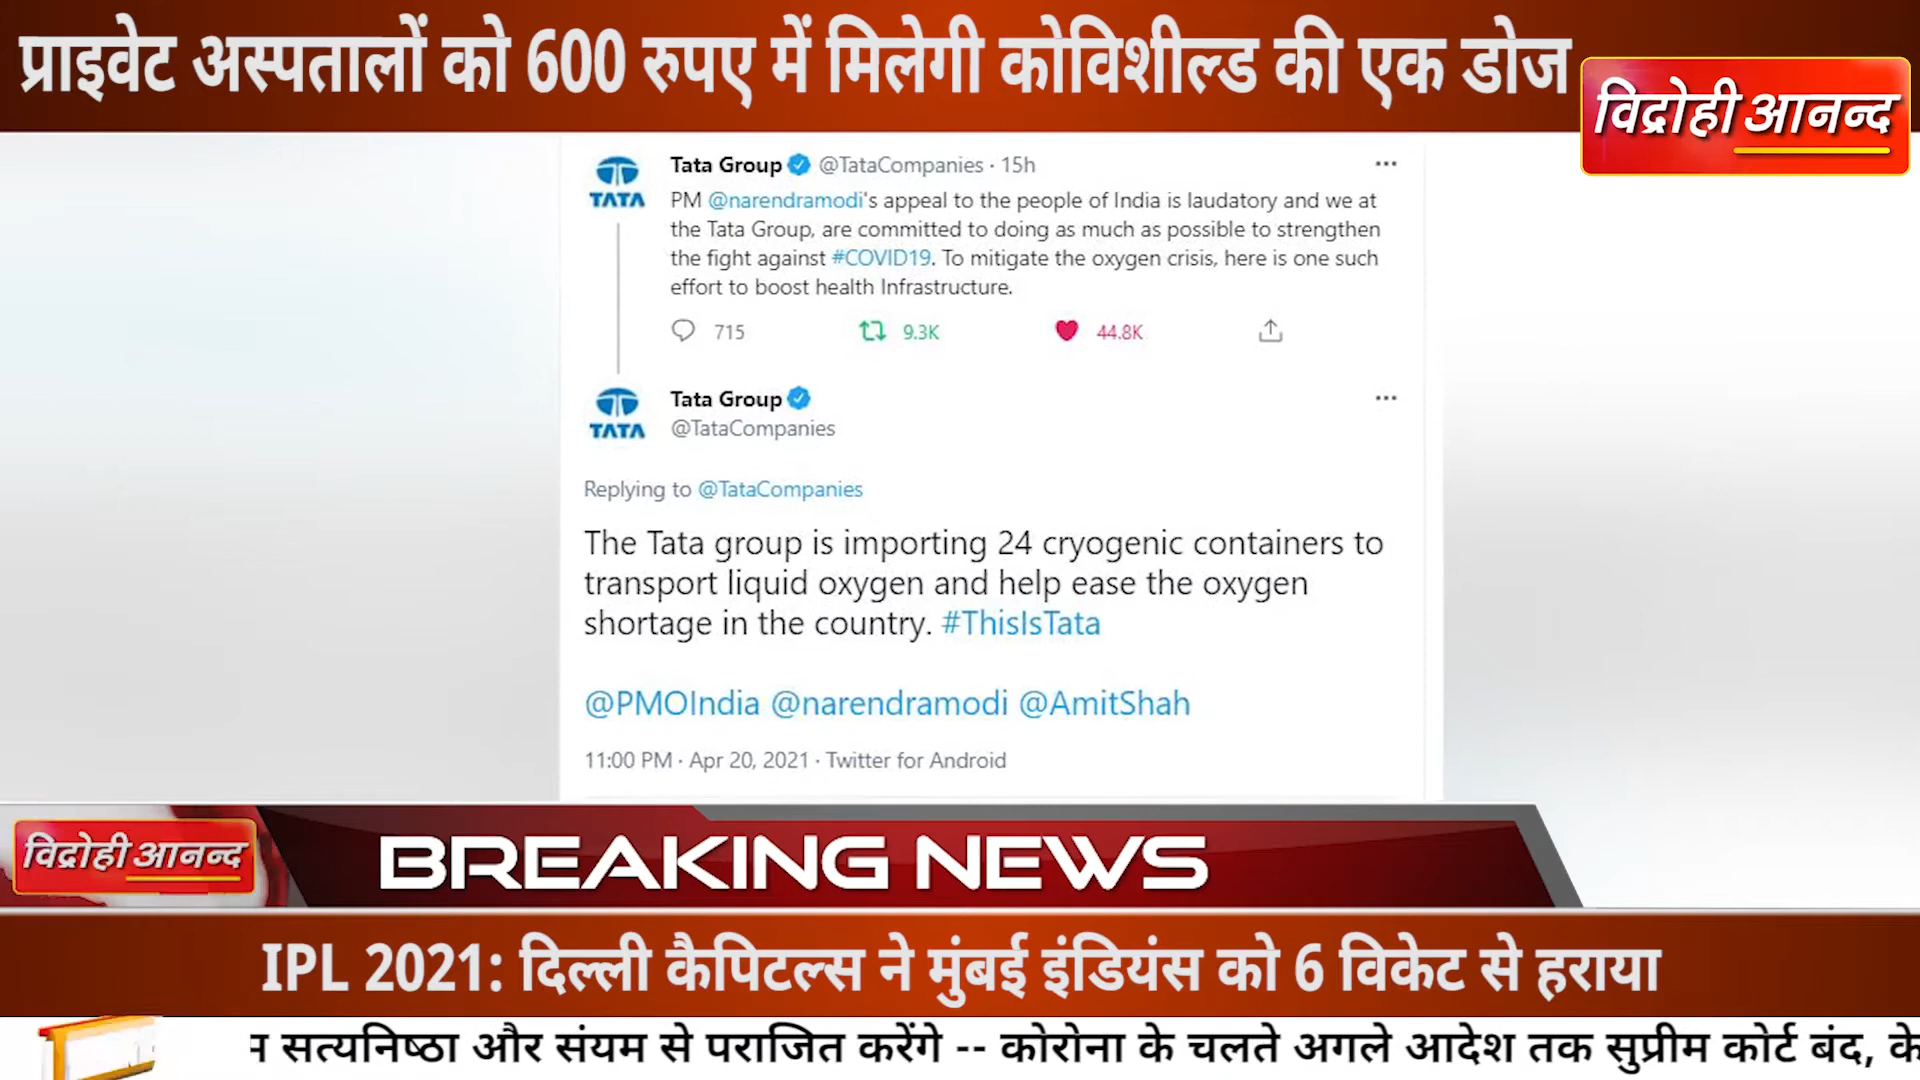 प्राइवेट अस्पतालों को 600 रुपए में मिलेगी कोविशील्ड की एक डोज
विद्रोही आनन्द
Tata Group @TataCompanies · 15h
TATA
PM @narendramodi's appeal to the people of India is laudatory and we at
the Tata Group, are committed to doing as much as possible to strengthen
the fight against #COVID19. To mitigate the oxygen crisis, here is one such
effort to boost health Infrastructure.
715 9.3K 44.8K
Tata Group
TATA
@TataCompanies
Replying to @TataCompanies
The Tata group is importing 24 cryogenic containers to
transport liquid oxygen and help ease the oxygen
shortage in the country. #ThisIsTata
@PMOIndia @narendramodi @AmitShah
11:00 PM · Apr 20, 2021 · Twitter for Android
विद्रोही आनन्द
BREAKING NEWS
IPL 2021: दिल्ली कैपिटल्स ने मुंबई इंडियंस को 6 विकेट से हराया
सत्यनिष्ठा और संयम से पराजित करेंगे -- कोरोना के चलते अगले आदेश तक सुप्रीम कोर्ट बंद, के